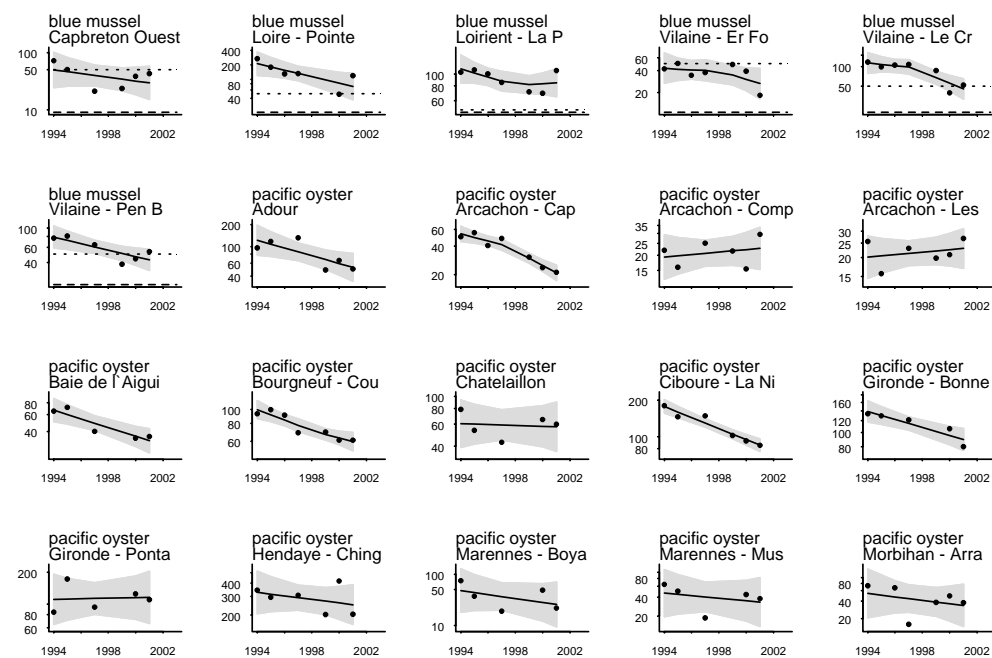 blue mussel
Capbreton Ouest
100
50
10
1994 1998 2002
blue mussel
Loire - Pointe
400
200
80
40
1994 1998 2002
blue mussel
Loirient - La P
100
80
60
1994 1998 2002
blue mussel
Vilaine - Er Fo
60
40
20
1994 1998 2002
blue mussel
Vilaine - Le Cr
100
50
1994 1998 2002
blue mussel
Vilaine - Pen B
100
60
40
1994 1998 2002
pacific oyster
Adour
200
100
60
40
1994 1998 2002
pacific oyster
Arcachon - Cap
60
40
20
1994 1998 2002
pacific oyster
Arcachon - Comp
35
25
20
15
1994 1998 2002
pacific oyster
Arcachon - Les
30
25
20
15
1994 1998 2002
pacific oyster
Baie de l`Aigui
80
60
40
1994 1998 2002
pacific oyster
Bourgneuf - Cou
100
80
60
1994 1998 2002
pacific oyster
Chatelaillon
100
80
60
40
1994 1998 2002
pacific oyster
Ciboure - La Ni
200
100
80
1994 1998 2002
pacific oyster
Gironde - Bonne
160
120
100
80
1994 1998 2002
pacific oyster
Gironde - Ponta
200
80
60
1994 1998 2002
pacific oyster
Hendaye - Ching
400
300
200
1994 1998 2002
pacific oyster
Marennes - Boya
100
50
10
1994 1998 2002
pacific oyster
Marennes - Mus
80
40
20
1994 1998 2002
pacific oyster
Morbihan - Arra
80
40
20
1994 1998 2002